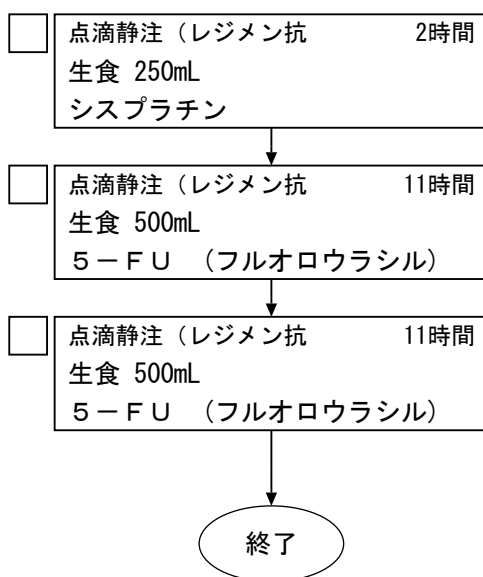 点滴静注（レジメン抗 2時間
生食 250mL
シスプラチン
点滴静注（レジメン抗 11時間
生食 500mL
５－ＦＵ （フルオロウラシル）
点滴静注（レジメン抗 11時間
生食 500mL
５－ＦＵ （フルオロウラシル）
終了